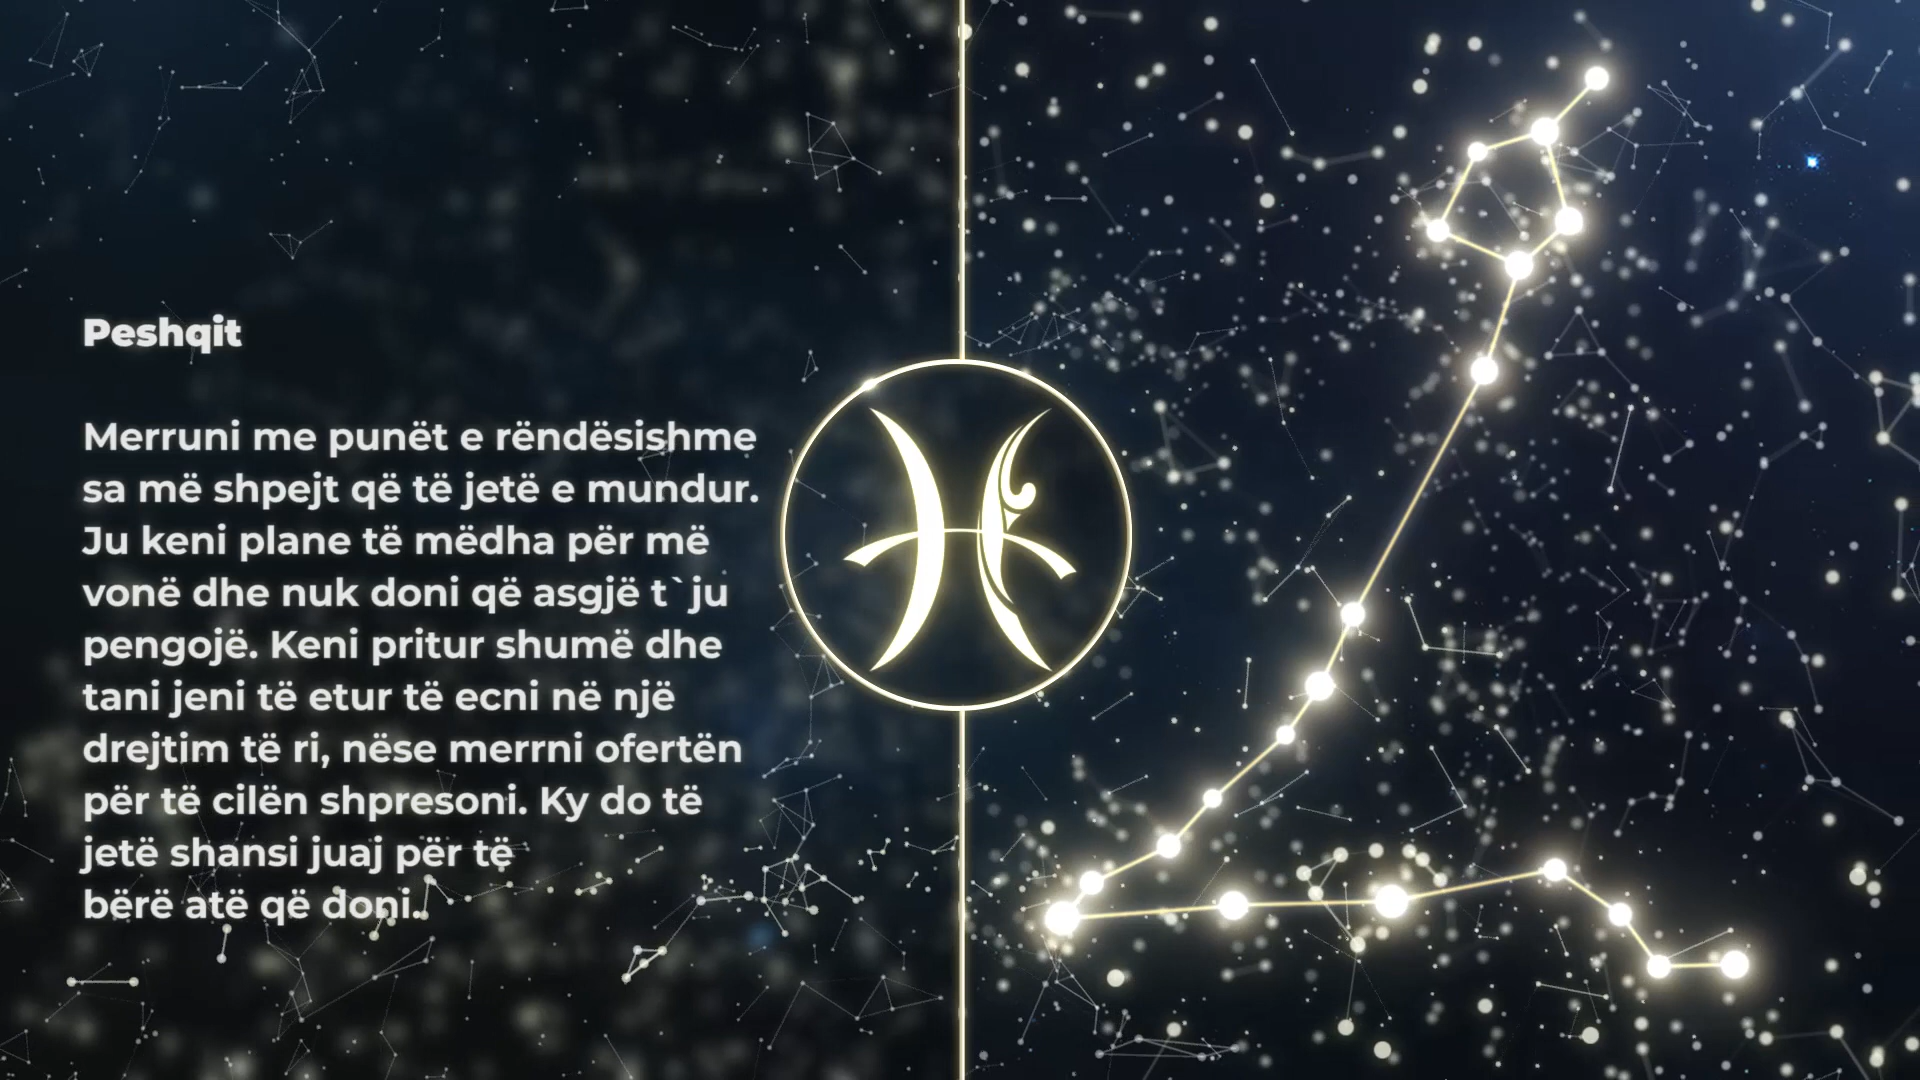 Peshqit
Merruni me punët e rëndësishme
sa më shpejt që të jetë e mundur.
Ju keni plane të mëdha për më
vonë dhe nuk doni që asgjë t`ju
pengojë. Keni pritur shumë dhe
tani jeni të etur të ecni në një
drejtim të ri, nëse merrni ofertën
për të cilën shpresoni. Ky do të
jetë shansi juaj për të
bërë atë që doni..